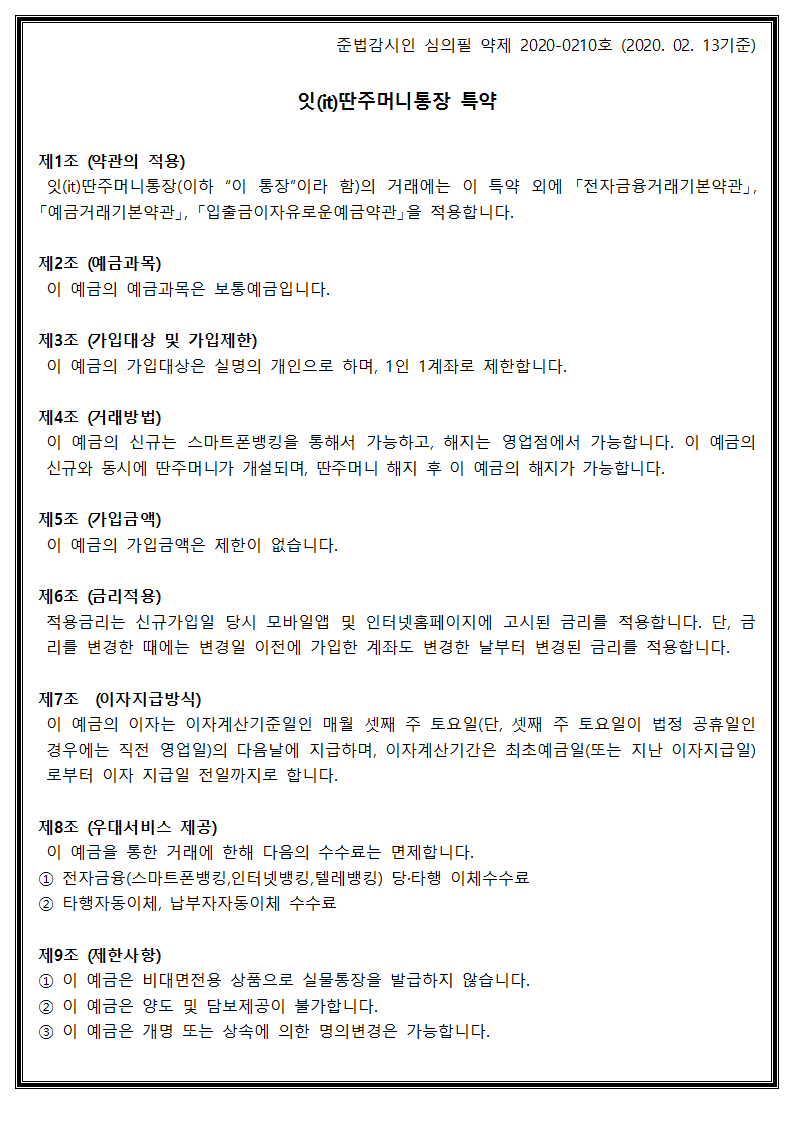 준법감시인 심의필 약제 2020-0210호 (2020. 02. 13기준)
잇(it)딴주머니통장 특약
제1조 (약관의 적용)
잇(it)딴주머니통장(이하 “이 통장”이라 함)의 거래에는 이 특약 외에 「전자금융거래기본약관」,
「예금거래기본약관」, 「입출금이자유로운예금약관」을 적용합니다.
제2조 (예금과목)
이 예금의 예금과목은 보통예금입니다.
제3조 (가입대상 및 가입제한)
이 예금의 가입대상은 실명의 개인으로 하며, 1인 1계좌로 제한합니다.
제4조 (거래방법)
이 예금의 신규는 스마트폰뱅킹을 통해서 가능하고, 해지는 영업점에서 가능합니다. 이 예금의
신규와 동시에 딴주머니가 개설되며, 딴주머니 해지 후 이 예금의 해지가 가능합니다.
제5조 (가입금액)
이 예금의 가입금액은 제한이 없습니다.
제6조 (금리적용)
적용금리는 신규가입일 당시 모바일앱 및 인터넷홈페이지에 고시된 금리를 적용합니다. 단, 금
리를 변경한 때에는 변경일 이전에 가입한 계좌도 변경한 날부터 변경된 금리를 적용합니다.
제7조 (이자지급방식)
이 예금의 이자는 이자계산기준일인 매월 셋째 주 토요일(단, 셋째 주 토요일이 법정 공휴일인
경우에는 직전 영업일)의 다음날에 지급하며, 이자계산기간은 최초예금일(또는 지난 이자지급일)
로부터 이자 지급일 전일까지로 합니다.
제8조 (우대서비스 제공)
이 예금을 통한 거래에 한해 다음의 수수료는 면제합니다.
① 전자금융(스마트폰뱅킹,인터넷뱅킹,텔레뱅킹) 당·타행 이체수수료
② 타행자동이체, 납부자자동이체 수수료
제9조 (제한사항)
① 이 예금은 비대면전용 상품으로 실물통장을 발급하지 않습니다.
② 이 예금은 양도 및 담보제공이 불가합니다.
③ 이 예금은 개명 또는 상속에 의한 명의변경은 가능합니다.